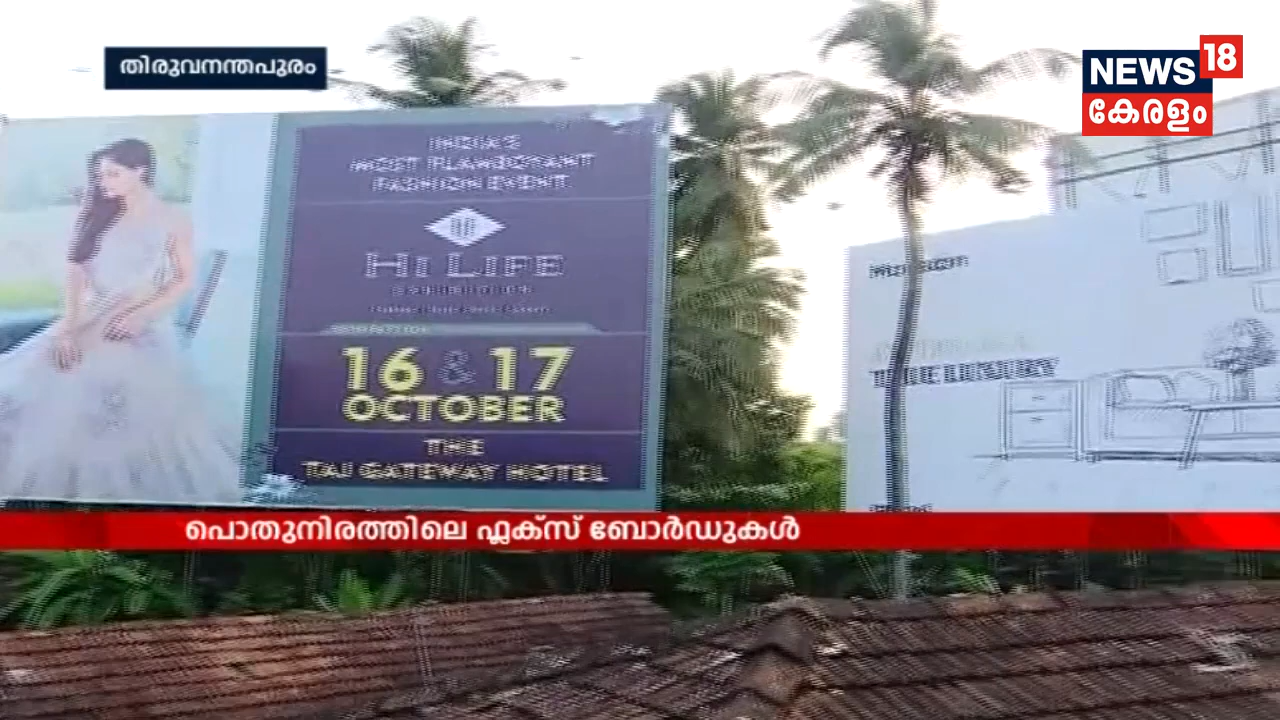 തിരുവനന്തപുരം
NEWS 18
കേരളം
INDIA'S
MOST FLAMBOYANT
FASHION EVENT
HI LIFE
16 & 17
OCTOBER
THE
TAJ GATEWAY HOTEL
THE LUXURY
പൊതുനിരത്തിലെ ഫ്ലക്സ് ബോർഡുകൾ